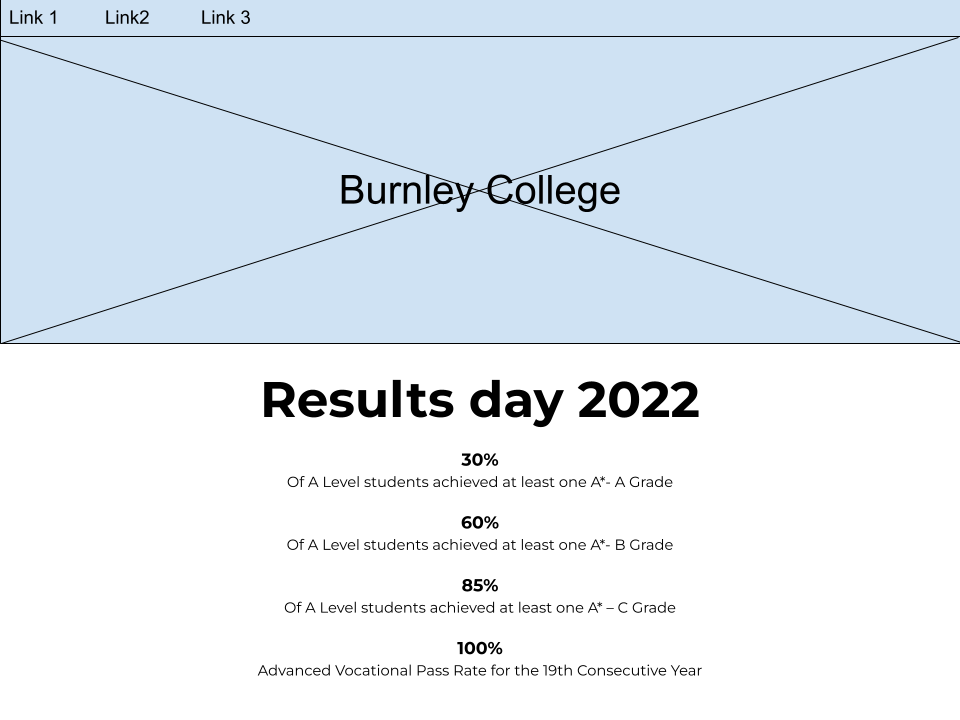 Link 1 Link2 Link 3
Burnley College
Results day 2022
30%
Of A Level students achieved at least one A*- A Grade
60%
Of A Level students achieved at least one A*- B Grade
85%
Of A Level students achieved at least one A* – C Grade
100%
Advanced Vocational Pass Rate for the 19th Consecutive Year